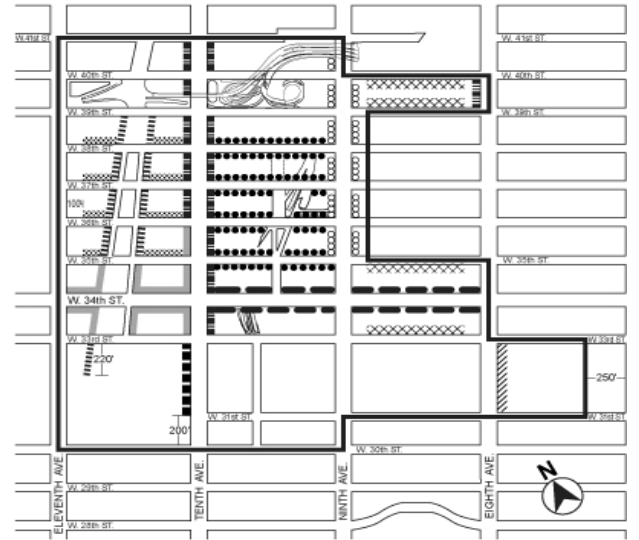 W.41st ST.
W. 41st ST.
W. 40th ST.
W. 40th ST.
W. 39th ST.
W. 39th ST.
W. 38th ST.
W. 37th ST.
100'
W. 36th ST.
W. 35th ST.
W. 35th ST.
W. 34th ST.
W. 33rd ST.
W. 33rd ST
220'
250'
W. 31st ST.
W. 31st ST.
200'
W. 30th ST.
ELEVENTH AVE.
TENTH AVE.
NINTH AVE.
EIGHTH AVE.
N
W. 29th ST.
W. 28th ST.